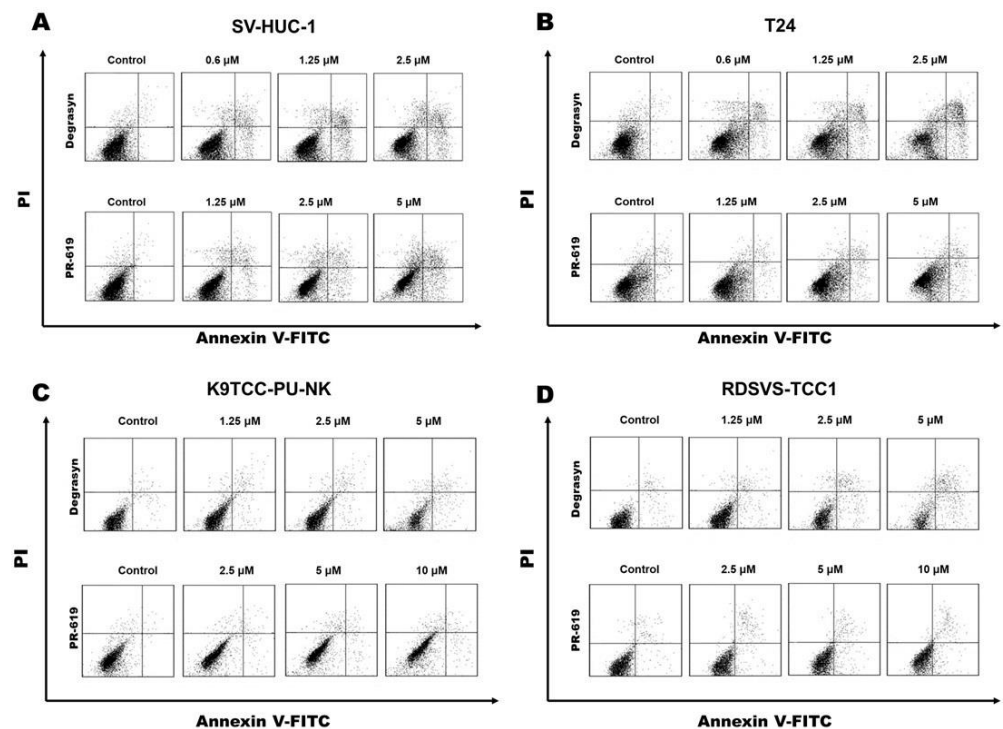 A
SV-HUC-1
Control 0.6 µM 1.25 µM 2.5 µM
Degrasyn
Control 1.25 µM 2.5 µM 5 µM
PR-619
PI
Annexin V-FITC
B
T24
Control 0.6 µM 1.25 µM 2.5 µM
Degrasyn
Control 1.25 µM 2.5 µM 5 µM
PR-619
PI
Annexin V-FITC
C
K9TCC-PU-NK
Control 1.25 µM 2.5 µM 5 µM
Degrasyn
Control 2.5 µM 5 µM 10 µM
PR-619
PI
Annexin V-FITC
D
RDSVS-TCC1
Control 1.25 µM 2.5 µM 5 µM
Degrasyn
Control 2.5 µM 5 µM 10 µM
PR-619
PI
Annexin V-FITC